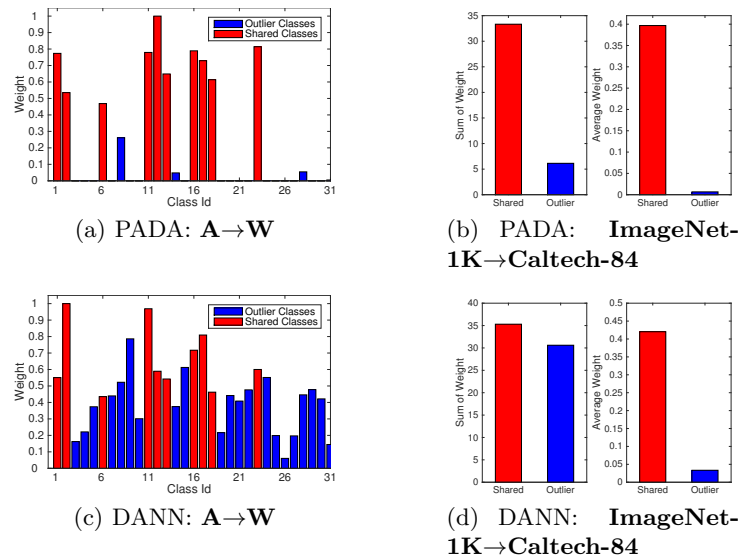 1
0.9
0.8
0.7
0.6
0.5
0.4
0.3
0.2
0.1
0
Weight
Outlier Classes
Shared Classes
1 6 11 16 21 26 31
Class Id
(a) PADA: A→W
35
30
25
20
15
10
5
0
Sum of Weight
Shared Outlier
0.4
0.35
0.3
0.25
0.2
0.15
0.1
0.05
0
Average Weight
Shared Outlier
(b) PADA: ImageNet-
1K→Caltech-84
1
0.9
0.8
0.7
0.6
0.5
0.4
0.3
0.2
0.1
0
Weight
Outlier Classes
Shared Classes
1 6 11 16 21 26 31
Class Id
(c) DANN: A→W
40
35
30
25
20
15
10
5
0
Sum of Weight
Shared Outlier
0.5
0.45
0.4
0.35
0.3
0.25
0.2
0.15
0.1
0.05
0
Average Weight
Shared Outlier
(d) DANN: ImageNet-
1K→Caltech-84